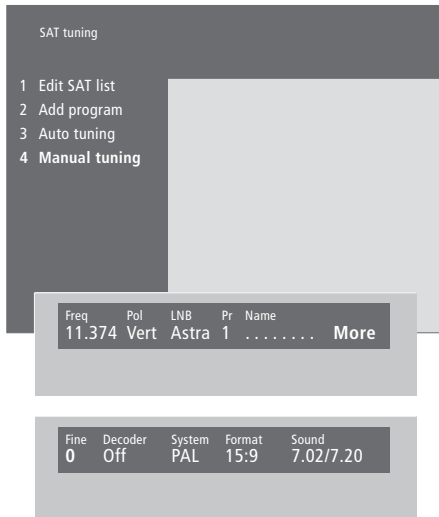 SAT tuning
1 Edit SAT list
2 Add program
3 Auto tuning
4 Manual tuning
Freq Pol LNB Pr Name
11.374 Vert Astra 1 . . . . . . . . More
Fine Decoder System Format Sound
0 Off PAL 15:9 7.02/7.20